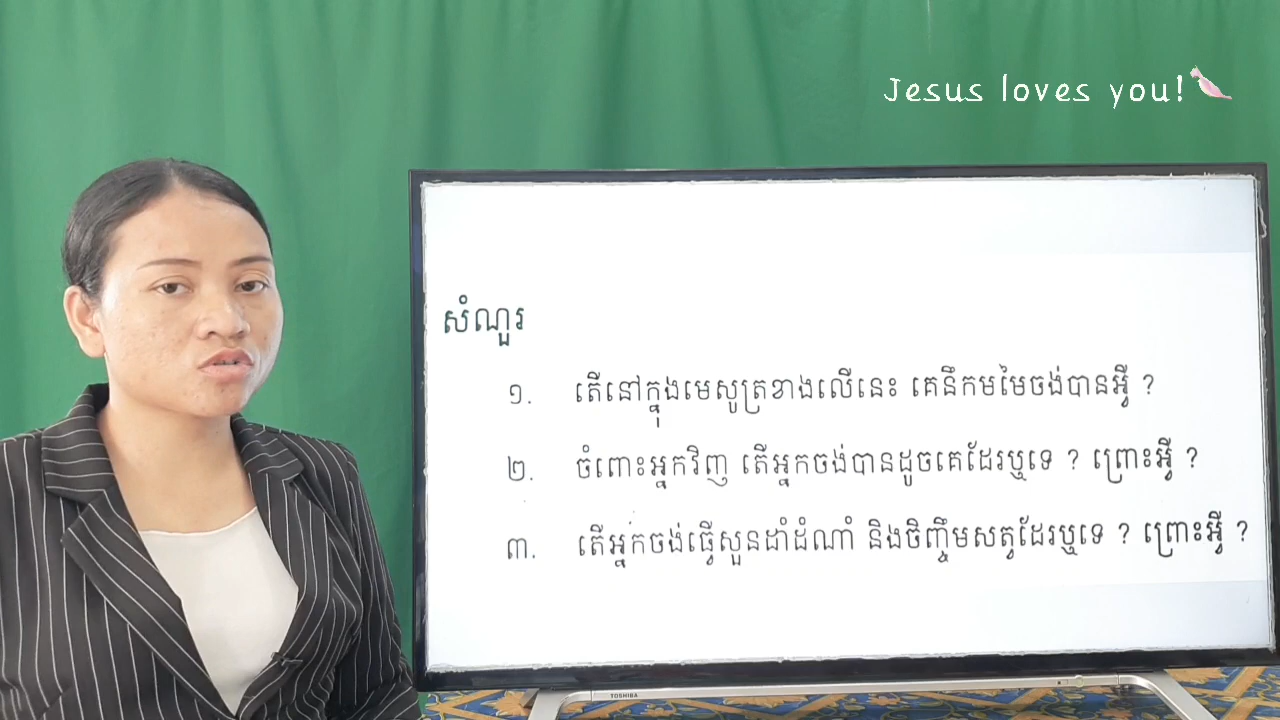 Jesus loves you!
សំណួរ
១. តើនៅក្នុងមេសូត្រខាងលើនេះ គេនឹកមមៃចង់បានអ្វី ?
២. ចំពោះអ្នកវិញ តើអ្នកចង់បានដូចគេដែរឬទេ ? ព្រោះអ្វី ?
៣. តើអ្នកចង់ធ្វើសួនដាំដំណាំ និងចិញ្ចឹមសត្វដែរឬទេ ? ព្រោះអ្វី ?
TOSHIBA